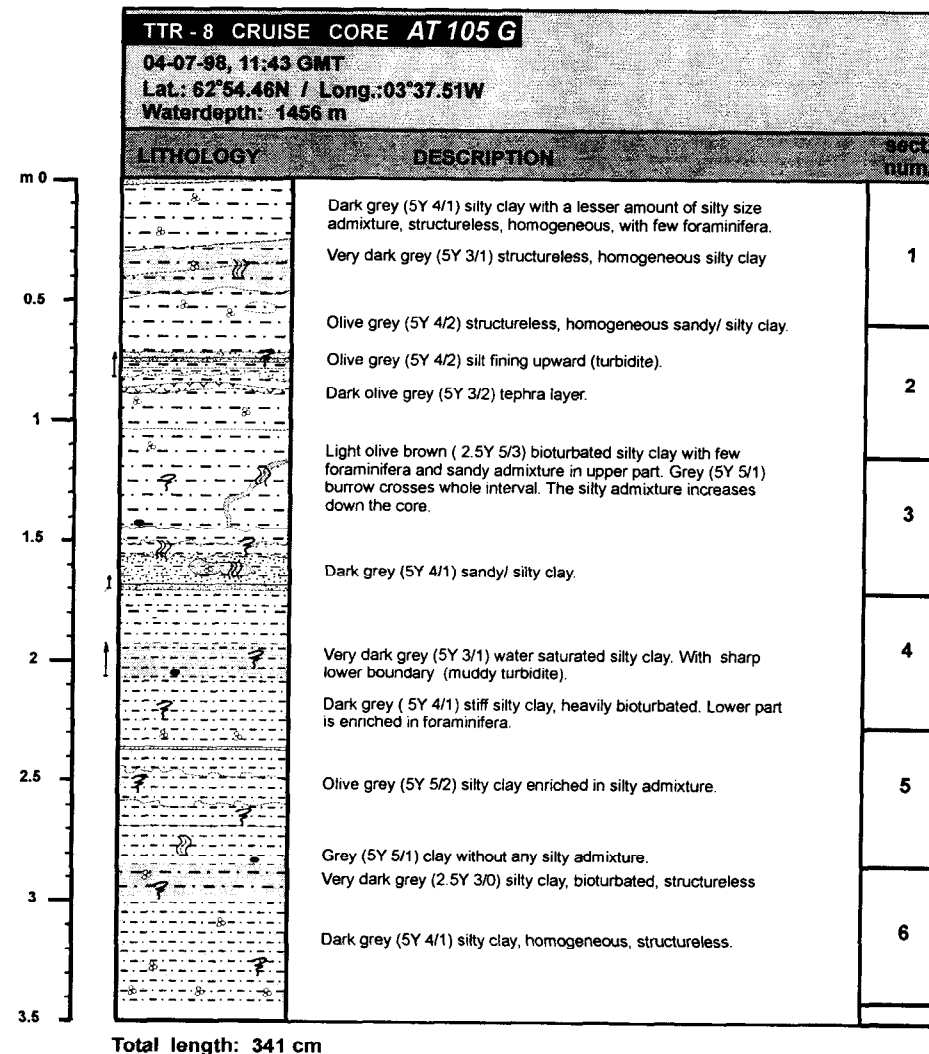 TTR - 8 CRUISE CORE AT 105 G
04-07-98, 11:43 GMT
Lat.: 62°54.46N / Long.:03°37.51W
Waterdepth: 1456 m
LITHOLOGY DESCRIPTION sect. num.
m 0
Dark grey (5Y 4/1) silty clay with a lesser amount of silty size
admixture, structureless, homogeneous, with few foraminifera.
Very dark grey (5Y 3/1) structureless, homogeneous silty clay
1
0.5
Olive grey (5Y 4/2) structureless, homogeneous sandy/ silty clay.
Olive grey (5Y 4/2) silt fining upward (turbidite).
2
Dark olive grey (5Y 3/2) tephra layer.
1
Light olive brown ( 2.5Y 5/3) bioturbated silty clay with few
foraminifera and sandy admixture in upper part. Grey (5Y 5/1)
burrow crosses whole interval. The silty admixture increases
down the core.
3
1.5
Dark grey (5Y 4/1) sandy/ silty clay.
4
2
Very dark grey (5Y 3/1) water saturated silty clay. With sharp
lower boundary (muddy turbidite).
Dark grey ( 5Y 4/1) stiff silty clay, heavily bioturbated. Lower part
is enriched in foraminifera.
2.5
Olive grey (5Y 5/2) silty clay enriched in silty admixture.
5
Grey (5Y 5/1) clay without any silty admixture.
Very dark grey (2.5Y 3/0) silty clay, bioturbated, structureless
3
Dark grey (5Y 4/1) silty clay, homogeneous, structureless.
6
3.5
Total length: 341 cm